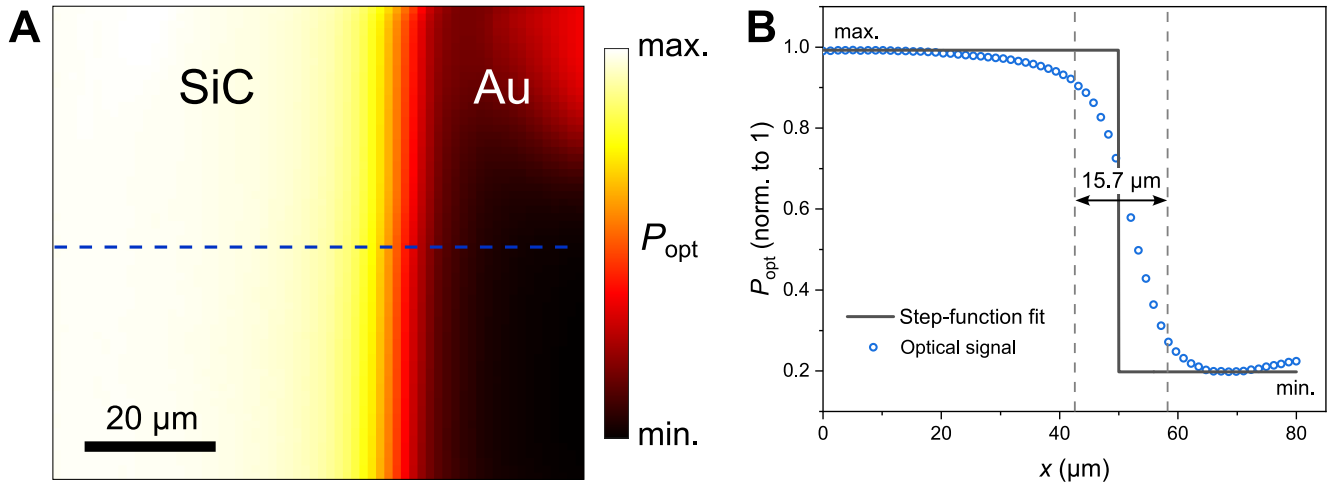 A
SiC
Au
20 µm
max.
P_opt
min.
B
max.
1.0
0.8
0.6
0.4
0.2
P_opt (norm. to 1)
15.7 µm
Step-function fit
Optical signal
min.
0
20
40
60
80
x (µm)